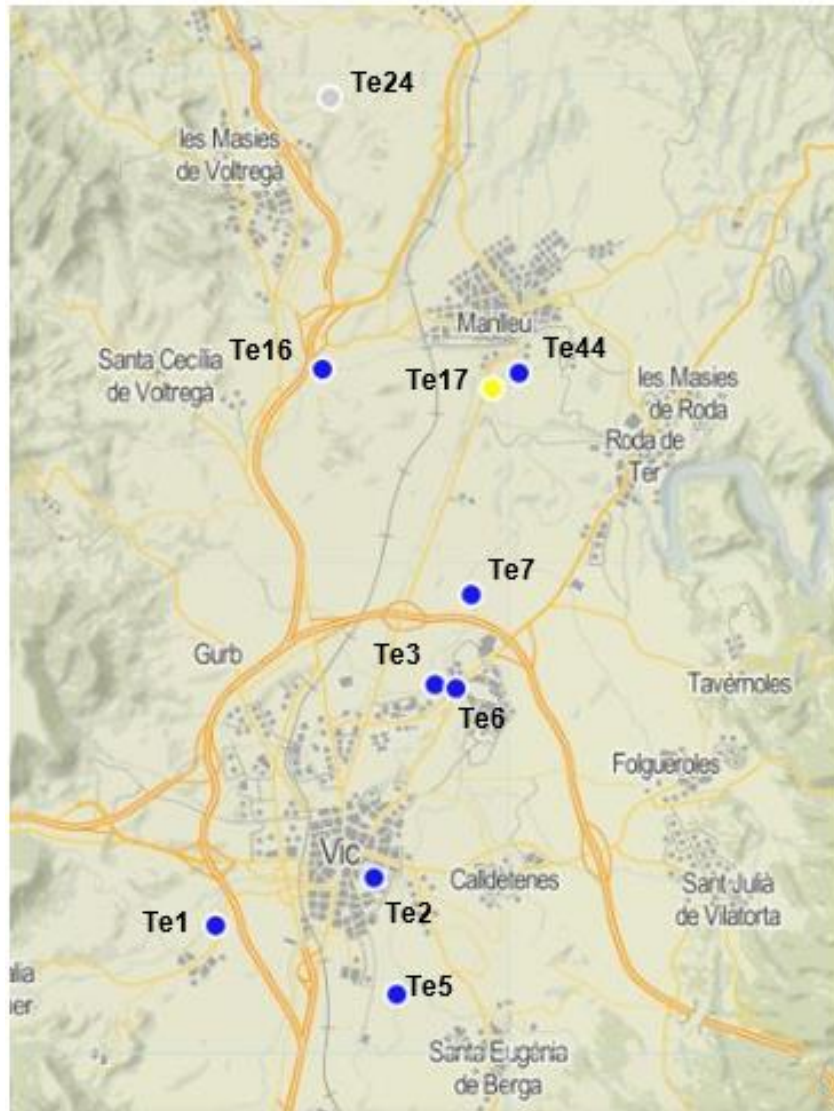 Te24
les Masies
de Voltregà
Manlleu
Te16
Te44
Santa Cecília
de Voltregà
Te17
les Masies
de Roda
Roda de
Ter
Te7
Gurb
Te3
Tavèrnoles
Te6
Folgueroles
Vic
Calldetenes
Sant Julià
de Vilatorta
Te2
Te1
Te5
Santa Eugènia
de Berga